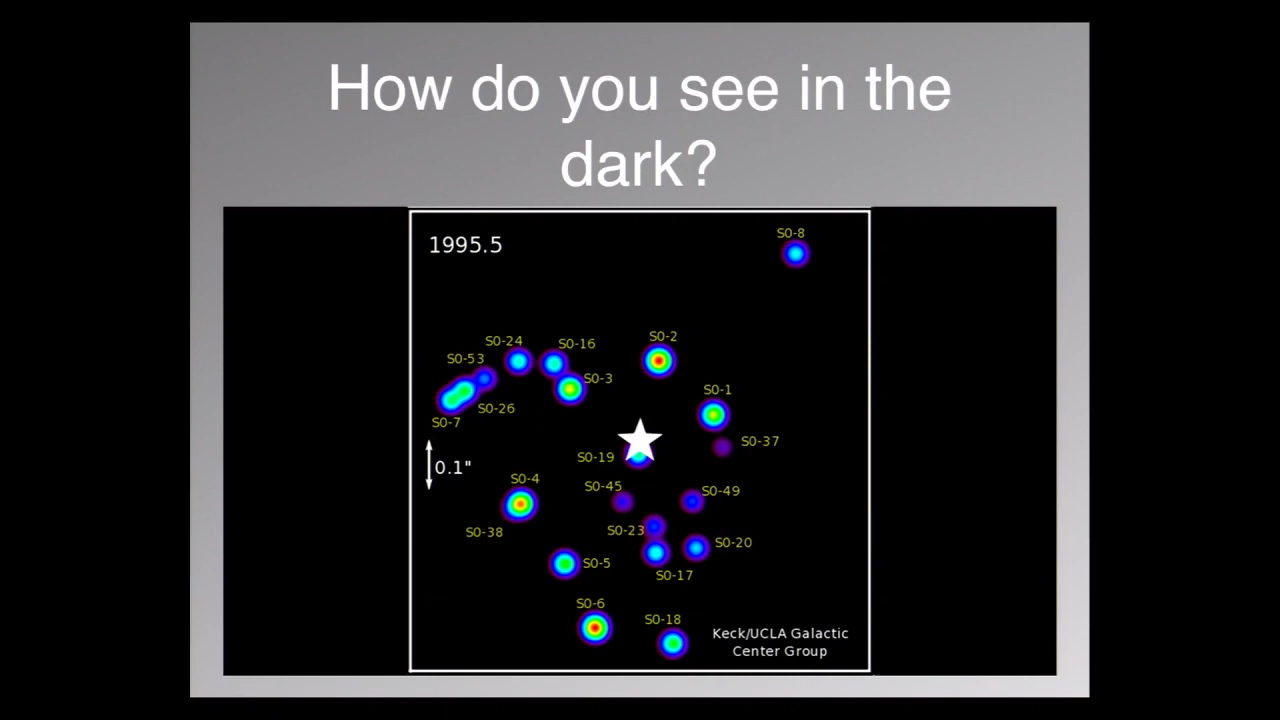 How do you see in the
dark?
1995.5
S0-8
S0-2
S0-24
S0-16
S0-53
S0-3
S0-1
S0-26
S0-7
S0-37
S0-19
0.1"
S0-4
S0-45
S0-49
S0-38
S0-23
S0-20
S0-5
S0-17
S0-6
S0-18
Keck/UCLA Galactic
Center Group